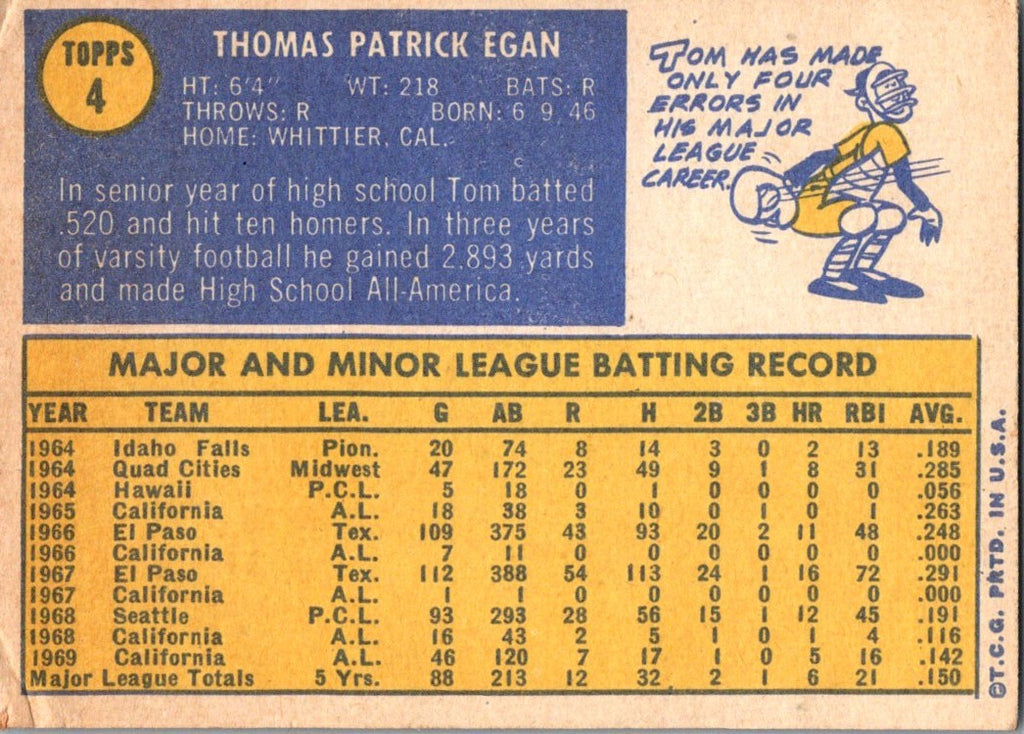 TOPPS
4
THOMAS PATRICK EGAN
HT: 6'4" WT: 218 BATS: R
THROWS: R BORN: 6 9 46
HOME: WHITTIER, CAL.
In senior year of high school Tom batted
.520 and hit ten homers. In three years
of varsity football he gained 2,893 yards
and made High School All-America.
TOM HAS MADE
ONLY FOUR
ERRORS IN
HIS MAJOR
LEAGUE
CAREER.
MAJOR AND MINOR LEAGUE BATTING RECORD
YEAR TEAM LEA. G AB R H 2B 3B HR RBI AVG.
1964 Idaho Falls Pion. 20 74 8 14 3 0 2 13 .189
1964 Quad Cities Midwest 47 172 23 49 9 1 8 31 .285
1964 Hawaii P.C.L. 5 18 0 1 0 0 0 0 .056
1965 California A.L. 18 38 3 10 0 1 0 1 .263
1966 El Paso Tex. 109 375 43 93 20 2 11 48 .248
1966 California A.L. 7 11 0 0 0 0 0 0 .000
1967 El Paso Tex. 112 388 54 113 24 1 16 72 .291
1967 California A.L. 1 1 0 0 0 0 0 0 .000
1968 Seattle P.C.L. 93 293 28 56 15 1 12 45 .191
1968 California A.L. 16 43 2 5 1 0 1 4 .116
1969 California A.L. 46 120 7 17 1 0 5 16 .142
Major League Totals 5 Yrs. 88 213 12 32 2 1 6 21 .150
©T.C.G. PRTD. IN U.S.A.